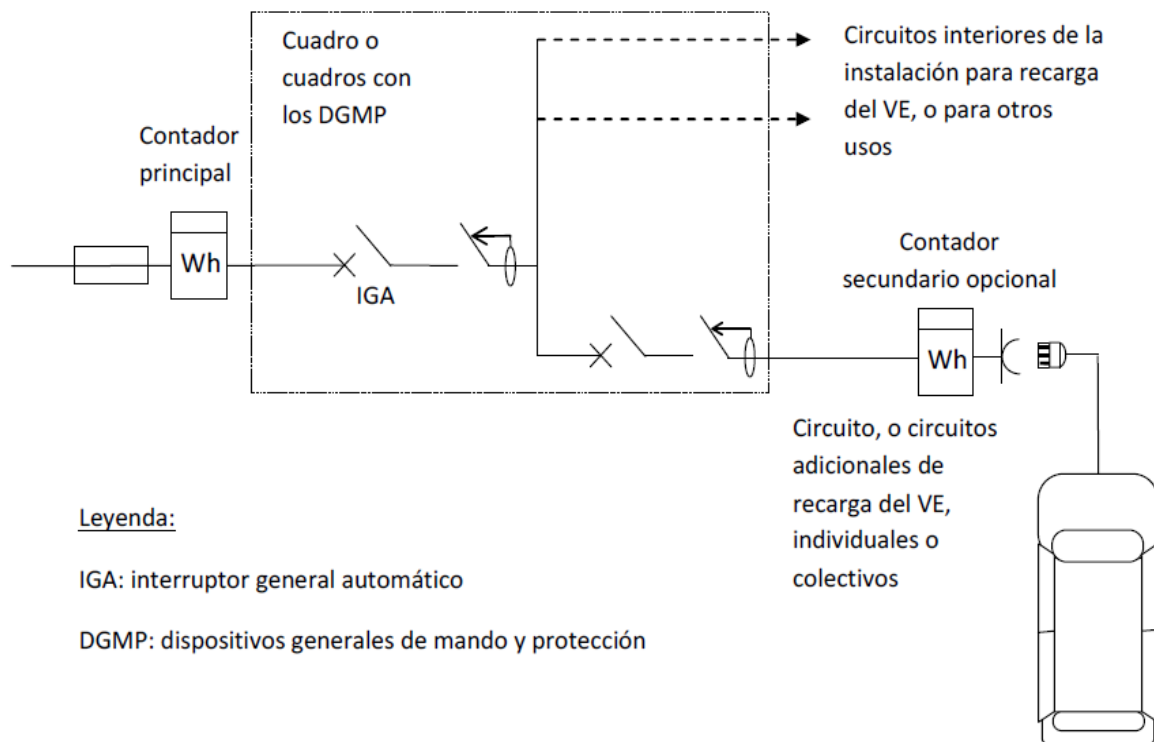 Cuadro o
cuadros con
los DGMP
Circuitos interiores de la
instalación para recarga
del VE, o para otros
usos
Contador
principal
Wh
IGA
Contador
secundario opcional
Wh
Circuito, o circuitos
adicionales de
recarga del VE,
individuales o
colectivos
Leyenda:
IGA: interruptor general automático
DGMP: dispositivos generales de mando y protección